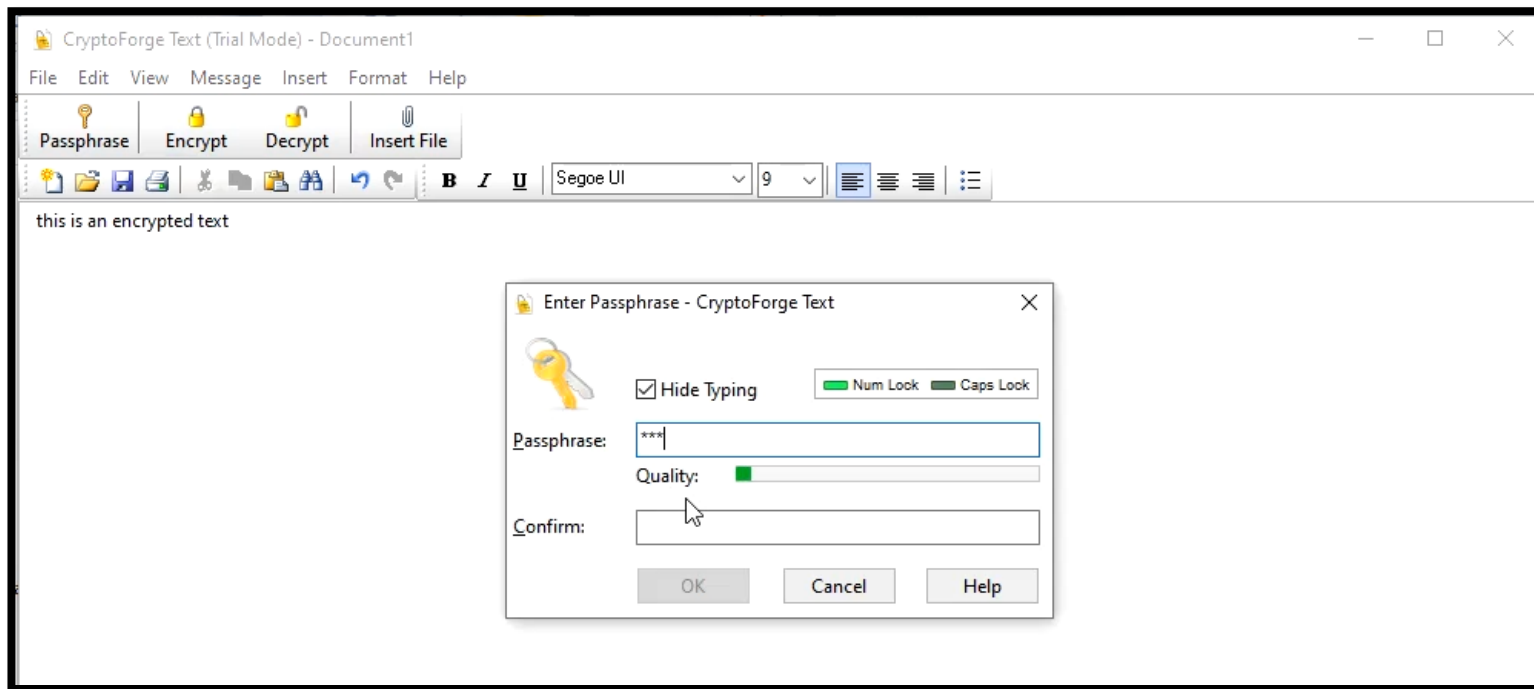 CryptoForge Text (Trial Mode) - Document1
File Edit View Message Insert Format Help
Passphrase Encrypt Decrypt Insert File
B I U Segoe UI 9
this is an encrypted text
Enter Passphrase - CryptoForge Text
Hide Typing Num Lock Caps Lock
Passphrase: ***
Quality:
Confirm:
OK Cancel Help